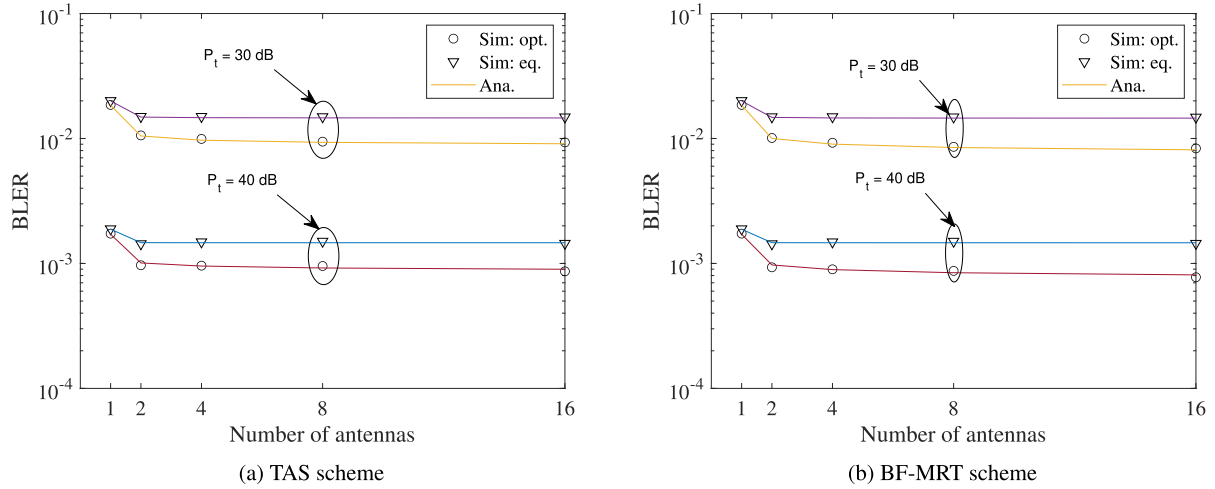 10^-1
10^-2
10^-3
10^-4
BLER
P_t = 30 dB
P_t = 40 dB
Sim: opt.
Sim: eq.
Ana.
1 2 4 8 16
Number of antennas
(a) TAS scheme
10^-1
10^-2
10^-3
10^-4
BLER
P_t = 30 dB
P_t = 40 dB
Sim: opt.
Sim: eq.
Ana.
1 2 4 8 16
Number of antennas
(b) BF-MRT scheme